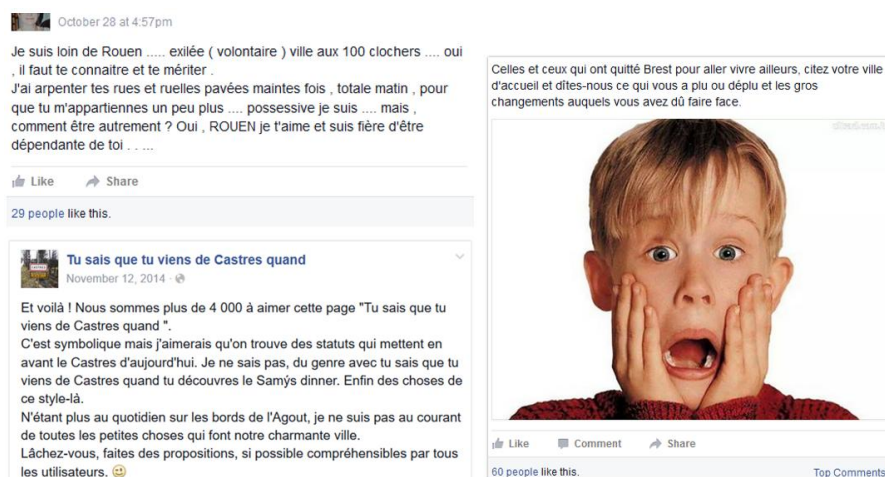 October 28 at 4:57pm
Je suis loin de Rouen ..... exilée ( volontaire ) ville aux 100 clochers .... oui
, il faut te connaitre et te mériter .
J'ai arpenter tes rues et ruelles pavées maintes fois , totale matin , pour
que tu m'appartiennes un peu plus .... possessive je suis .... mais ,
comment être autrement ? Oui , ROUEN je t'aime et suis fière d'être
dépendante de toi . . ...
Like Share
29 people like this.
Tu sais que tu viens de Castres quand
November 12, 2014
Et voilà ! Nous sommes plus de 4 000 à aimer cette page "Tu sais que tu
viens de Castres quand ".
C'est symbolique mais j'aimerais qu'on trouve des statuts qui mettent en
avant le Castres d'aujourd'hui. Je ne sais pas, du genre avec tu sais que tu
viens de Castres quand tu découvres le Samýs dinner. Enfin des choses de
ce style-là.
N'étant plus au quotidien sur les bords de l'Agout, je ne suis pas au courant
de toutes les petites choses qui font notre charmante ville.
Lâchez-vous, faites des propositions, si possible compréhensibles par tous
les utilisateurs.
Celles et ceux qui ont quitté Brest pour aller vivre ailleurs, citez votre ville
d'accueil et dîtes-nous ce qui vous a plu ou déplu et les gros
changements auquels vous avez dû faire face.
Like Comment Share
60 people like this. Top Comments